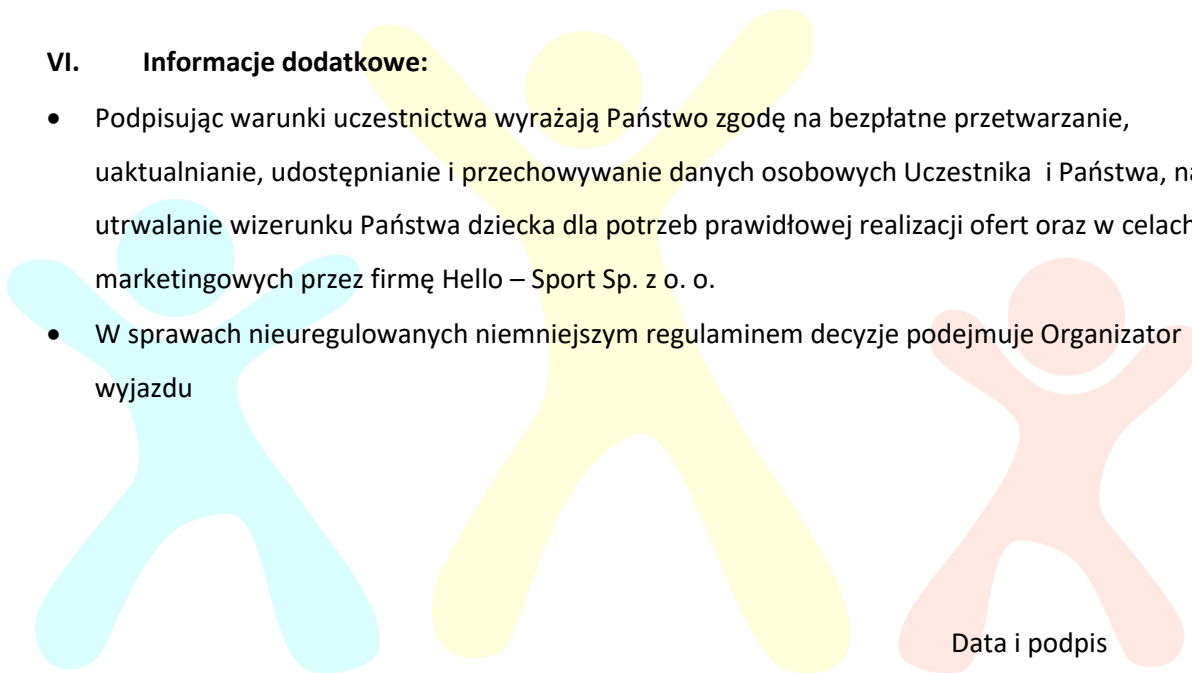 VI. Informacje dodatkowe:
• Podpisując warunki uczestnictwa wyrażają Państwo zgodę na bezpłatne przetwarzanie,
uaktualnianie, udostępnianie i przechowywanie danych osobowych Uczestnika i Państwa, na
utrwalanie wizerunku Państwa dziecka dla potrzeb prawidłowej realizacji ofert oraz w celach
marketingowych przez firmę Hello – Sport Sp. z o. o.
• W sprawach nieuregulowanych niemniejszym regulaminem decyzje podejmuje Organizator
wyjazdu
Data i podpis